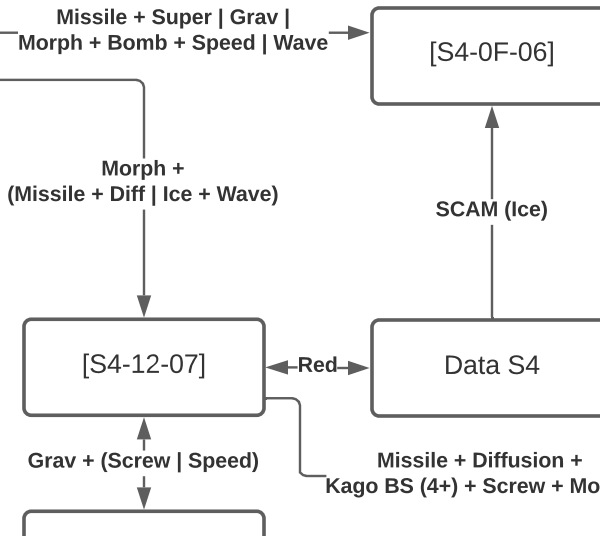 Missile + Super | Grav |
Morph + Bomb + Speed | Wave
[S4-0F-06]
Morph +
(Missile + Diff | Ice + Wave)
SCAM (Ice)
[S4-12-07]
Red
Data S4
Grav + (Screw | Speed)
Missile + Diffusion +
Kago BS (4+) + Screw + Mo